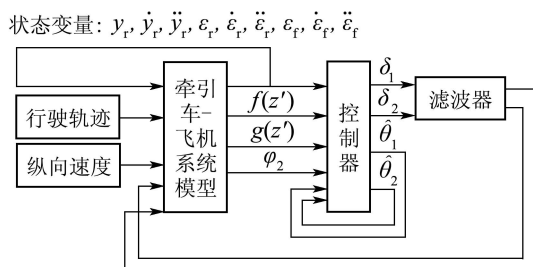 状态变量: y_r, ẏ_r, ÿ_r, ε_r, ε̇_r, ε̈_r, ε_f, ε̇_f, ε̈_f
行驶轨迹
纵向速度
牵引
车-
飞机
系统
模型
f(z′)
g(z′)
φ_2
控
制
器
δ_1
δ_2
θ̂_1
θ̂_2
滤波器